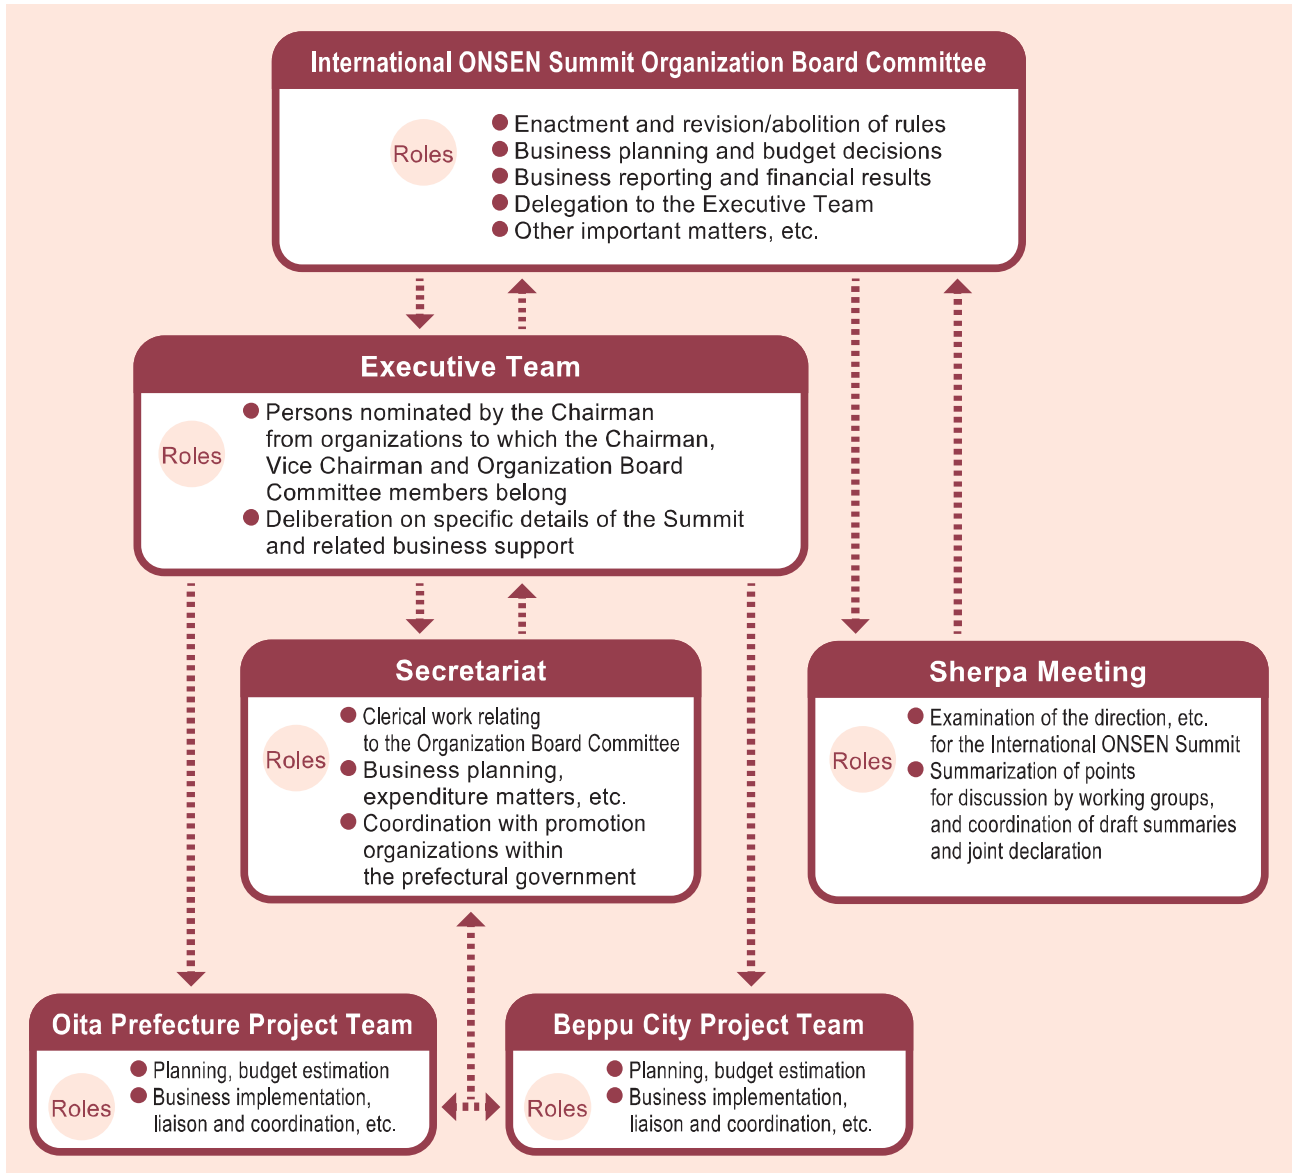 International ONSEN Summit Organization Board Committee
Roles
● Enactment and revision/abolition of rules
● Business planning and budget decisions
● Business reporting and financial results
● Delegation to the Executive Team
● Other important matters, etc.
Executive Team
Roles
● Persons nominated by the Chairman
from organizations to which the Chairman,
Vice Chairman and Organization Board
Committee members belong
● Deliberation on specific details of the Summit
and related business support
Secretariat
Roles
● Clerical work relating
to the Organization Board Committee
● Business planning,
expenditure matters, etc.
● Coordination with promotion
organizations within
the prefectural government
Sherpa Meeting
Roles
● Examination of the direction, etc.
for the International ONSEN Summit
● Summarization of points
for discussion by working groups,
and coordination of draft summaries
and joint declaration
Oita Prefecture Project Team
Roles
● Planning, budget estimation
● Business implementation,
liaison and coordination, etc.
Beppu City Project Team
Roles
● Planning, budget estimation
● Business implementation,
liaison and coordination, etc.